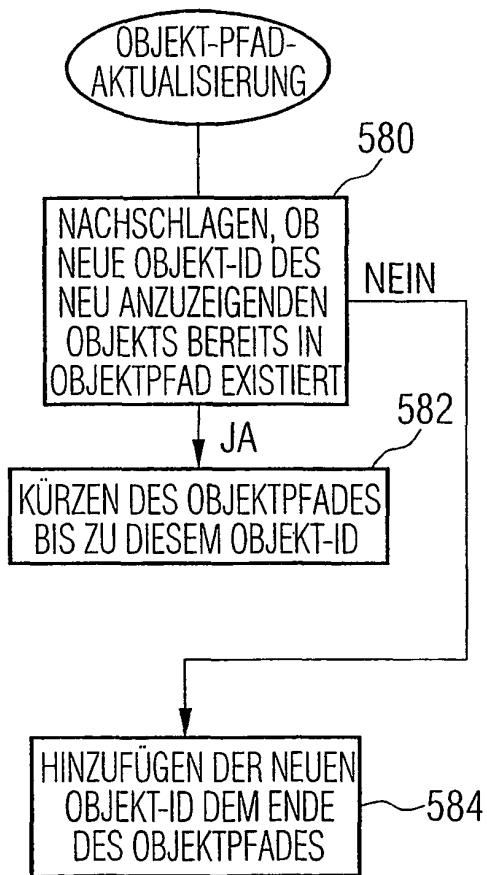 OBJEKT-PFAD-
AKTUALISIERUNG
580
NACHSCHLAGEN, OB
NEUE OBJEKT-ID DES
NEU ANZUZEIGENDEN
OBJEKTS BEREITS IN
OBJEKTPFAD EXISTIERT
NEIN
JA
582
KÜRZEN DES OBJEKTPFADES
BIS ZU DIESEM OBJEKT-ID
HINZUFÜGEN DER NEUEN
OBJEKT-ID DEM ENDE
DES OBJEKTPFADES
584